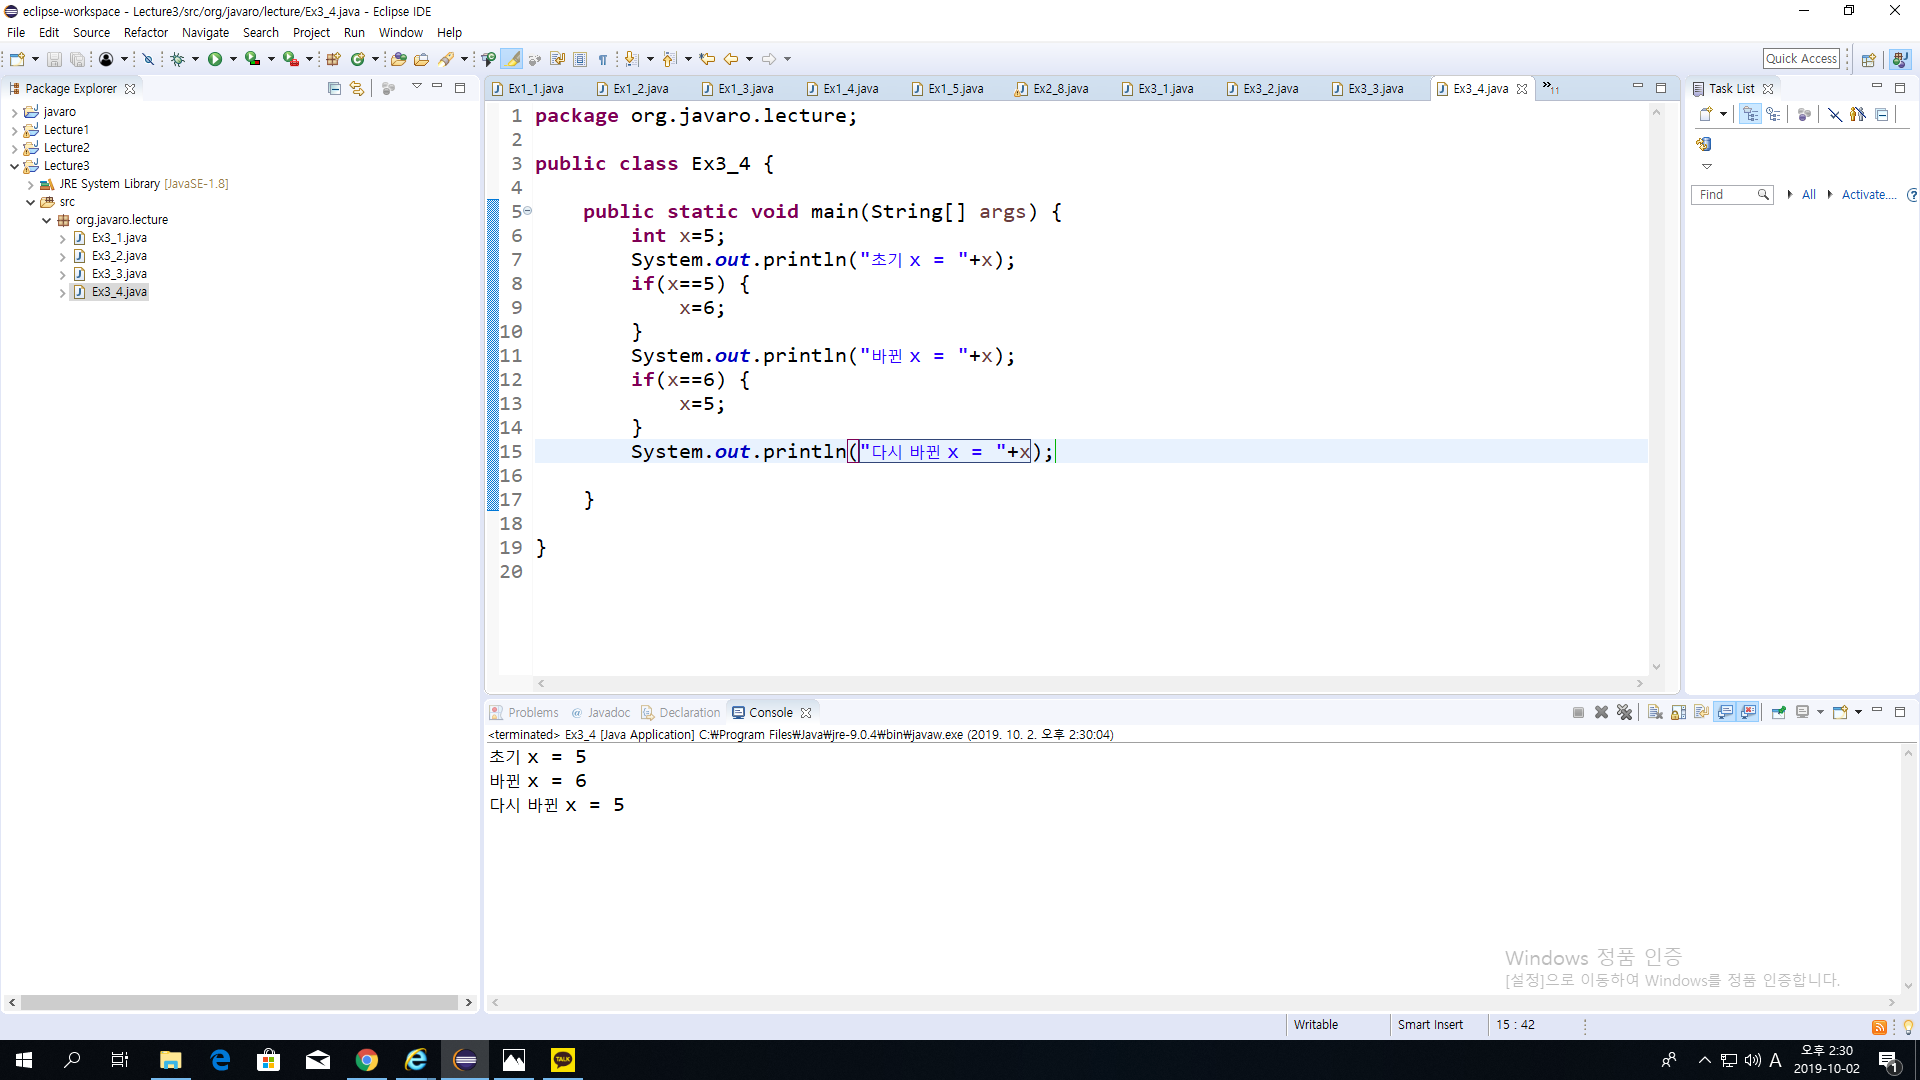 eclipse-workspace - Lecture3/src/org/javaro/lecture/Ex3_4.java - Eclipse IDE
File Edit Source Refactor Navigate Search Project Run Window Help
Quick Access
Package Explorer
javaro
Lecture1
Lecture2
Lecture3
JRE System Library [JavaSE-1.8]
src
org.javaro.lecture
Ex3_1.java
Ex3_2.java
Ex3_3.java
Ex3_4.java
Ex1_1.java Ex1_2.java Ex1_3.java Ex1_4.java Ex1_5.java Ex2_8.java Ex3_1.java Ex3_2.java Ex3_3.java Ex3_4.java »11
1 package org.javaro.lecture;
2
3 public class Ex3_4 {
4
5 public static void main(String[] args) {
6 int x=5;
7 System.out.println("초기 x = "+x);
8 if(x==5) {
9 x=6;
10 }
11 System.out.println("바뀐 x = "+x);
12 if(x==6) {
13 x=5;
14 }
15 System.out.println("다시 바뀐 x = "+x);
16
17 }
18
19 }
20
Task List
Find All Activate...
Problems @ Javadoc Declaration Console
<terminated> Ex3_4 [Java Application] C:₩Program Files₩Java₩jre-9.0.4₩bin₩javaw.exe (2019. 10. 2. 오후 2:30:04)
초기 x = 5
바뀐 x = 6
다시 바뀐 x = 5
Windows 정품 인증
[설정]으로 이동하여 Windows를 정품 인증합니다.
Writable Smart Insert 15 : 42
TALK
A
오후 2:30
2019-10-02
1